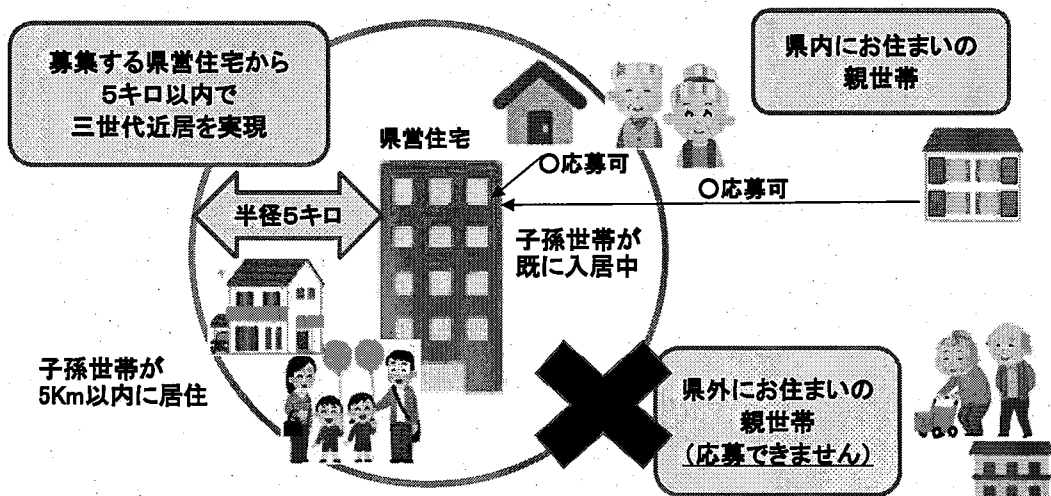 募集する県営住宅から
5キロ以内で
三世代近居を実現
県内にお住まいの
親世帯
県営住宅
〇応募可
〇応募可
半径5キロ
子孫世帯が
既に入居中
子孫世帯が
5Km以内に居住
県外にお住まいの
親世帯
(応募できません)